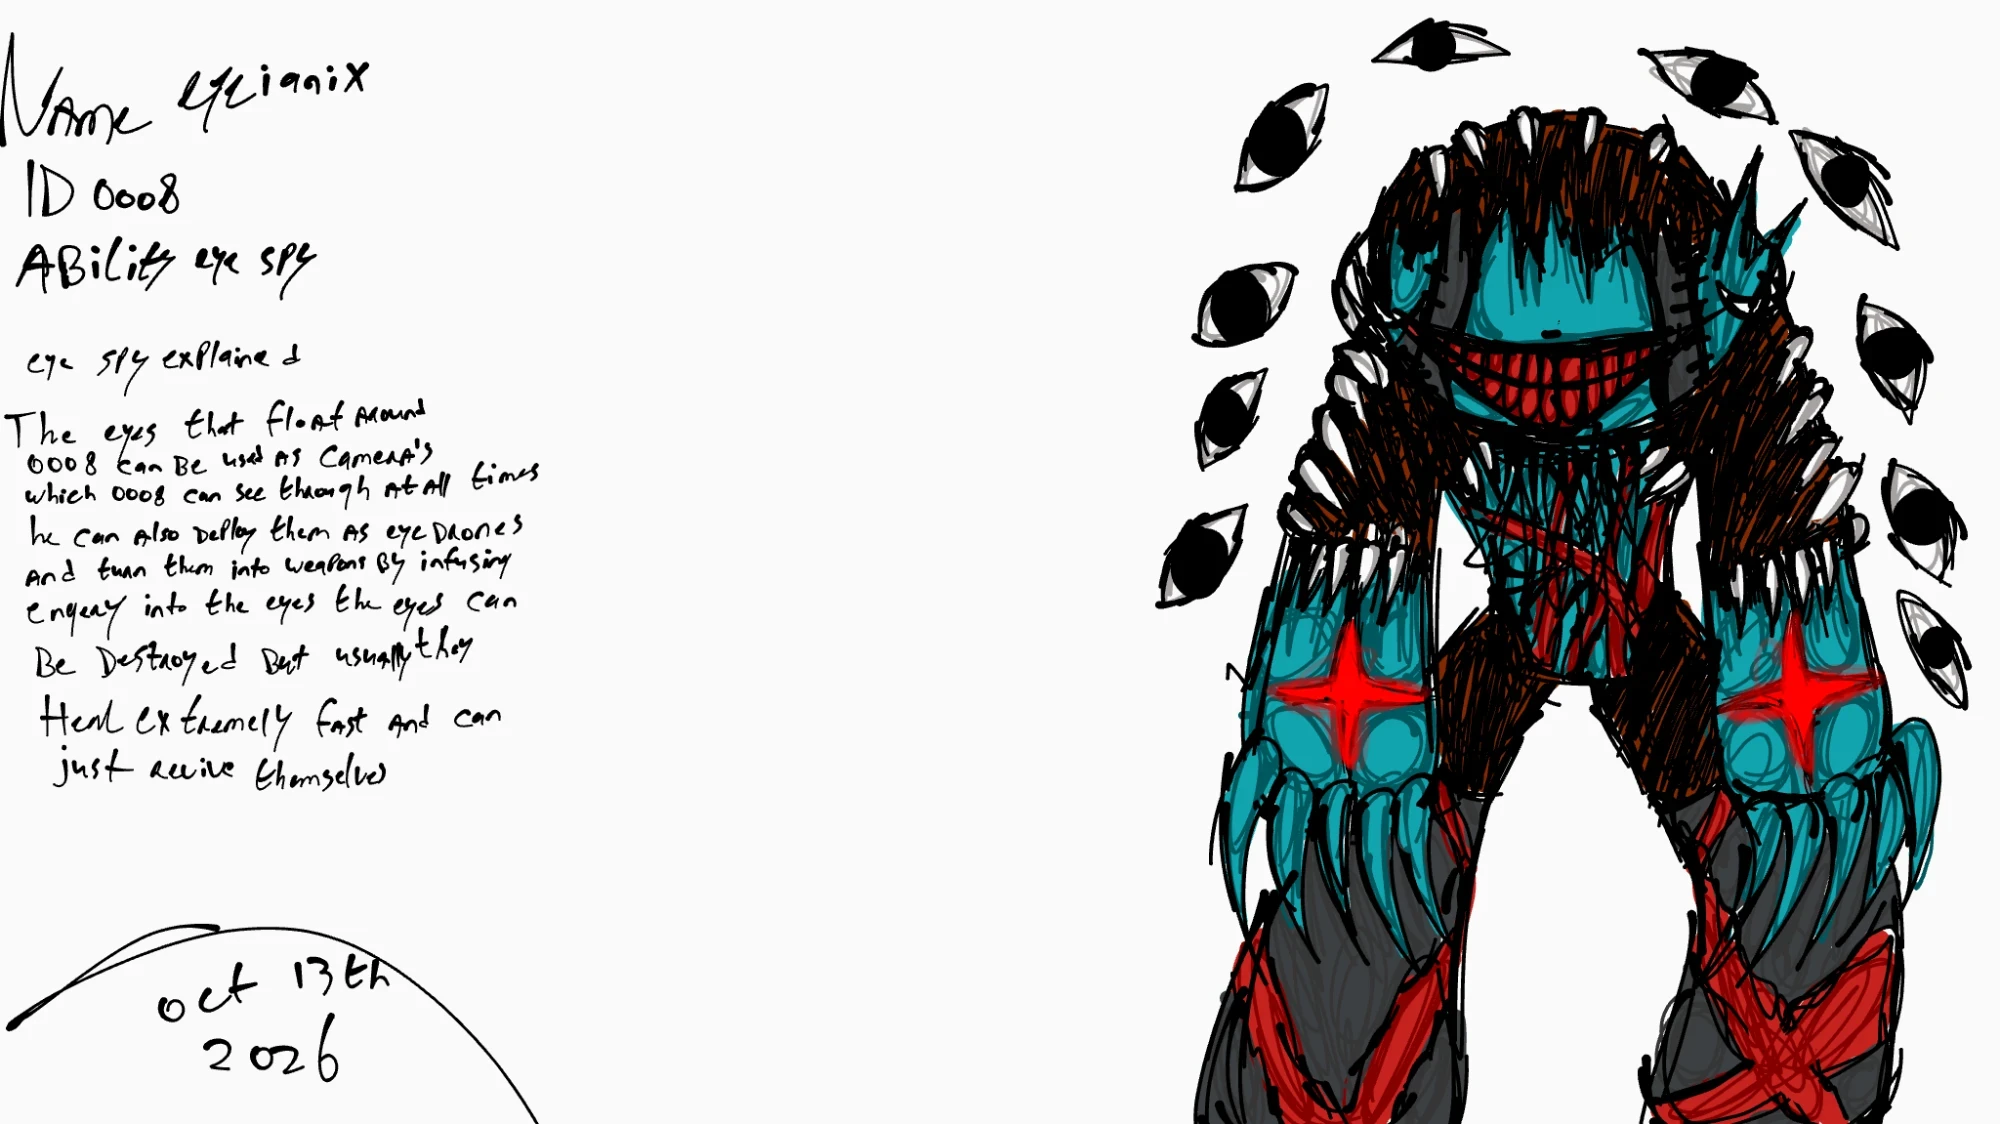 Name eyeianix
ID 0008
ABility eye spy
eye spy explained
The eyes that float Around
0008 can Be used As camera's
which 0008 can see through At All times
he can Also Deploy them As eye Drones
And turn them into weapons By infusing
engeay into the eyes the eyes can
Be Destroyed But usually they
Heal extremely fast And can
just revive themselves
oct 13th
2026